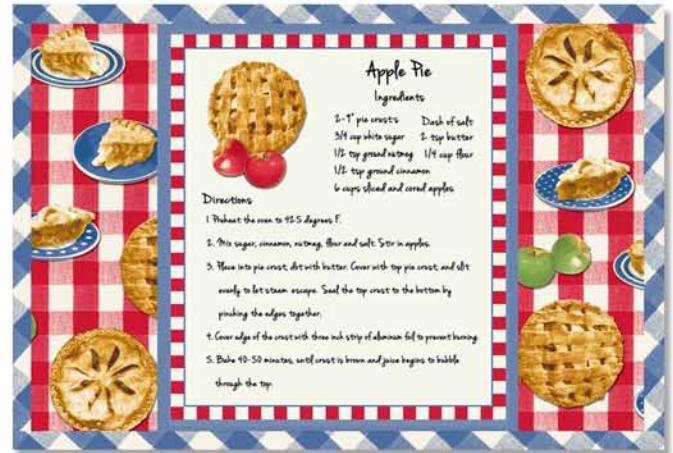 Apple Pie
Ingredients
2-9" pie crusts Dash of salt
3/4 cup white sugar 2 tsp butter
1/2 tsp ground nutmeg 1/4 cup flour
1/2 tsp ground cinnamon
6 cups sliced and cored apples
Directions
1. Preheat the oven to 425 degrees F.
2. Mix sugar, cinnamon, nutmeg, flour and salt. Stir in apples.
3. Place into pie crust, dot with butter. Cover with top pie crust, and slit
evenly to let steam escape. Seal the top crust to the bottom by
pinching the edges together.
4. Cover edge of the crust with three inch strip of aluminum foil to prevent burning.
5. Bake 40-50 minutes, until crust is brown and juice begins to bubble
through the top.